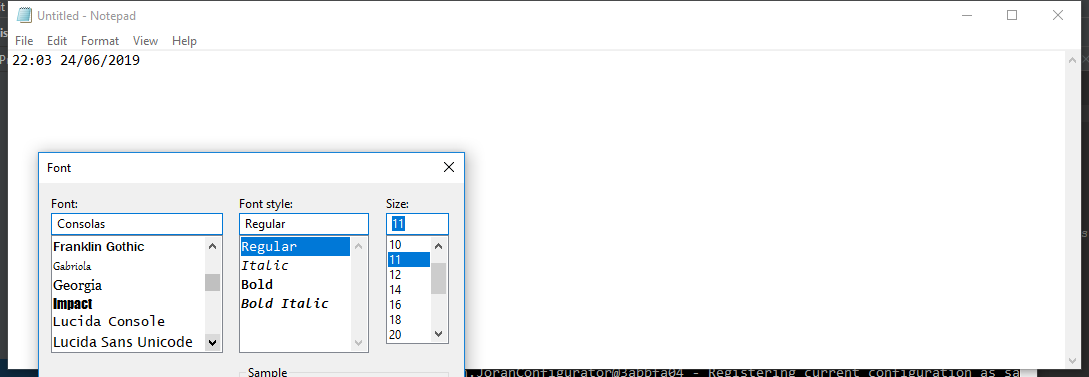 Untitled - Notepad
File Edit Format View Help
22:03 24/06/2019
Font
Font: Font style: Size:
Consolas Regular 11
Franklin Gothic
Gabriola
Georgia
Impact
Lucida Console
Lucida Sans Unicode
Regular
Italic
Bold
Bold Italic
10
11
12
14
16
18
20
Sample
.JoranConfigurator@3abbfa04 - Registering current configuration as sa